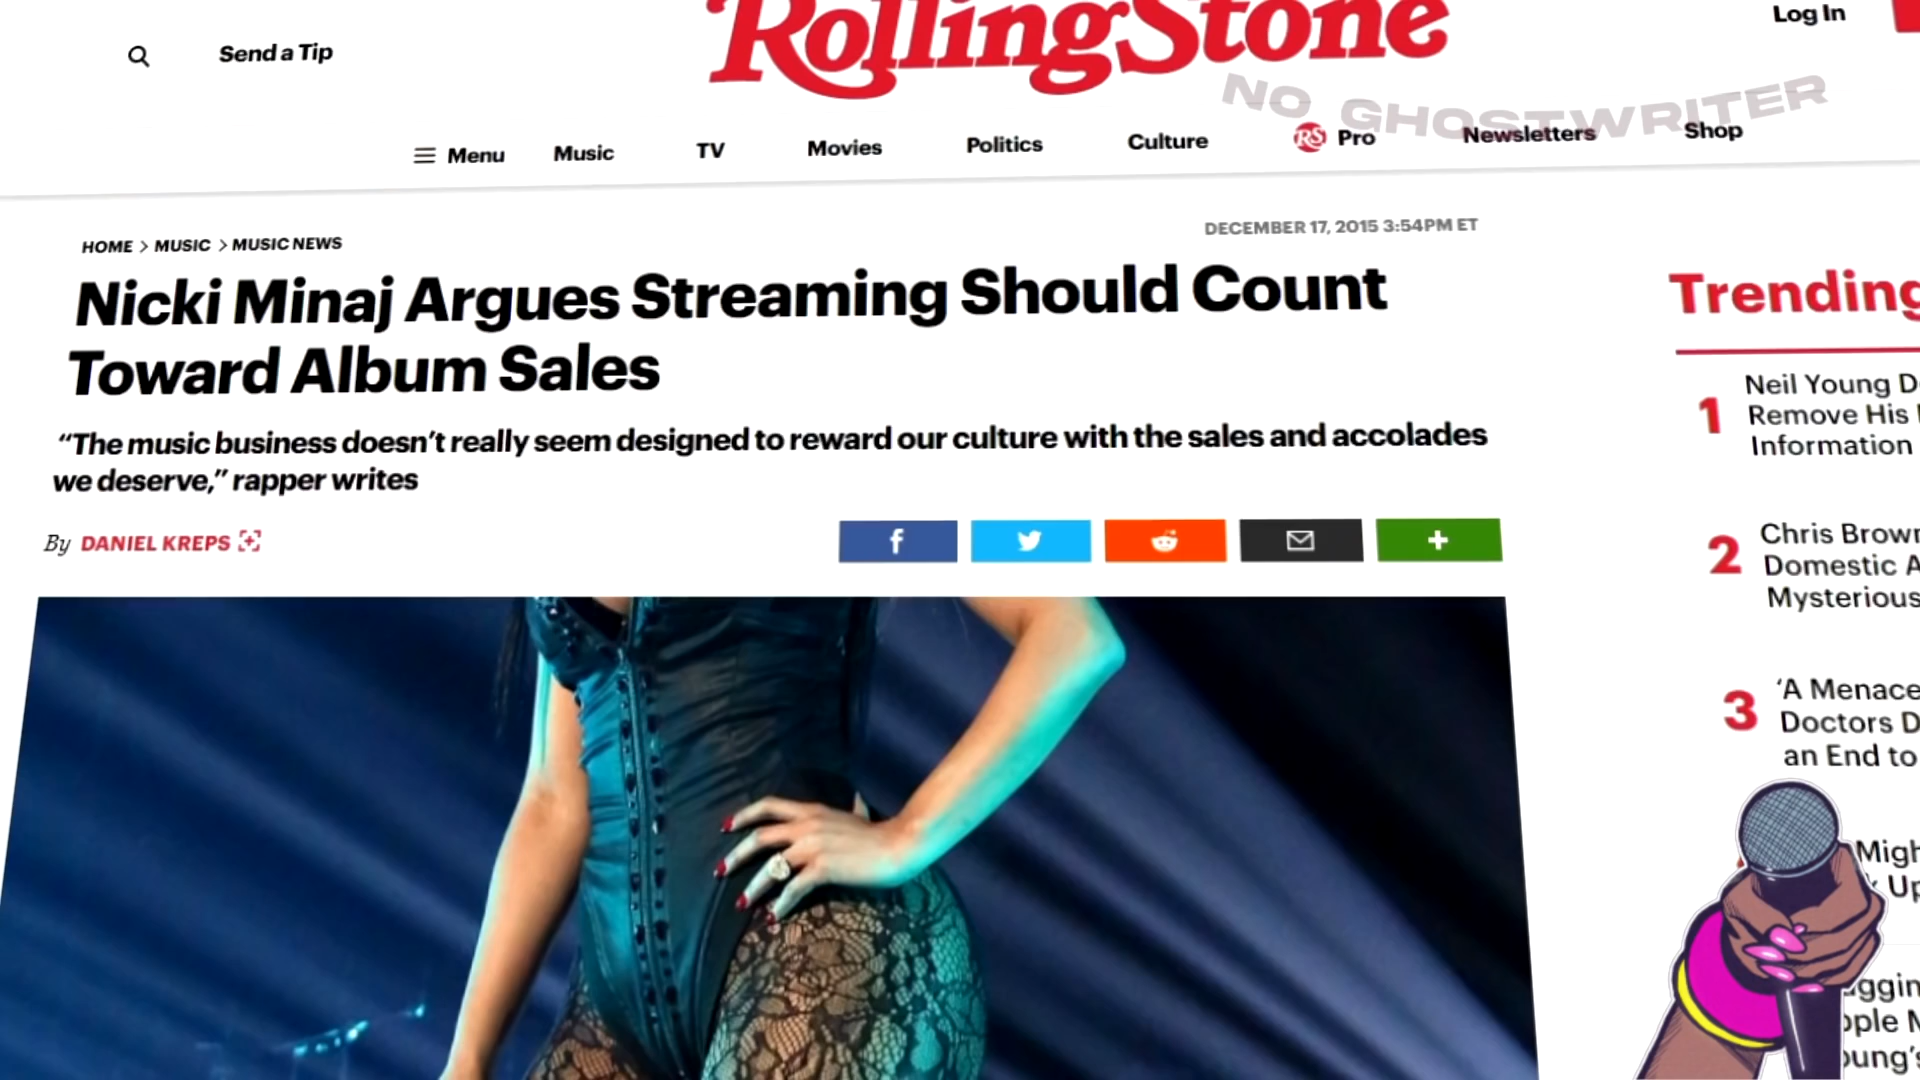 RollingStone
Log In
Send a Tip
NO GHOSTWRITER
Menu Music TV Movies Politics Culture RS Pro Newsletters Shop
HOME > MUSIC > MUSIC NEWS
DECEMBER 17, 2015 3:54PM ET
Nicki Minaj Argues Streaming Should Count
Toward Album Sales
“The music business doesn’t really seem designed to reward our culture with the sales and accolades
we deserve,” rapper writes
By DANIEL KREPS
Trending
1
Neil Young
Remove His
Information
2
Chris Brown
Domestic
Mysterious
3
‘A Menace
Doctors
an End to
Up